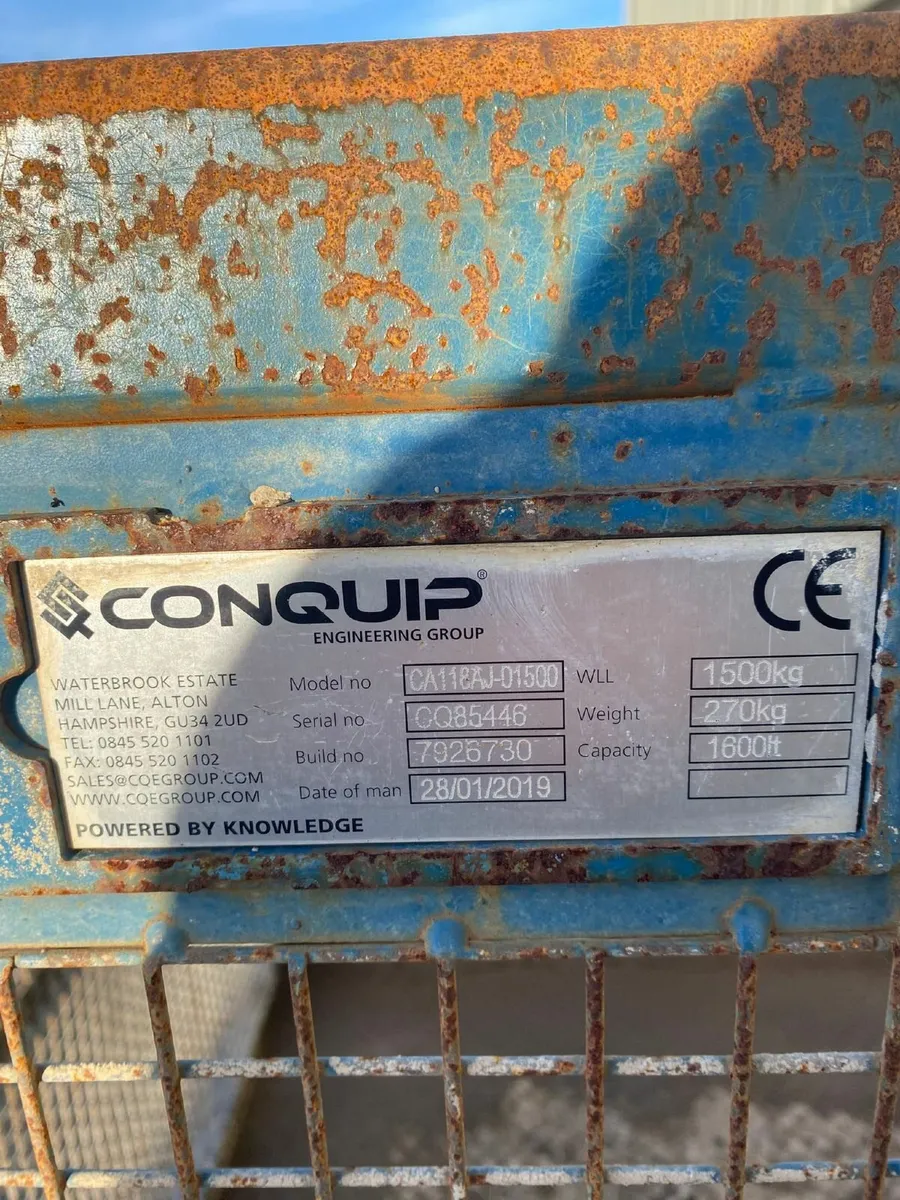 CONQUIP®
ENGINEERING GROUP
CE
WATERBROOK ESTATE
MILL LANE, ALTON
HAMPSHIRE, GU34 2UD
TEL: 0845 520 1101
FAX: 0845 520 1102
SALES@COEGROUP.COM
WWW.COEGROUP.COM
POWERED BY KNOWLEDGE
Model no CA118AJ-01500
Serial no CQ85446
Build no 7926730
Date of man 28/01/2019
WLL 1500kg
Weight 270kg
Capacity 1600lt